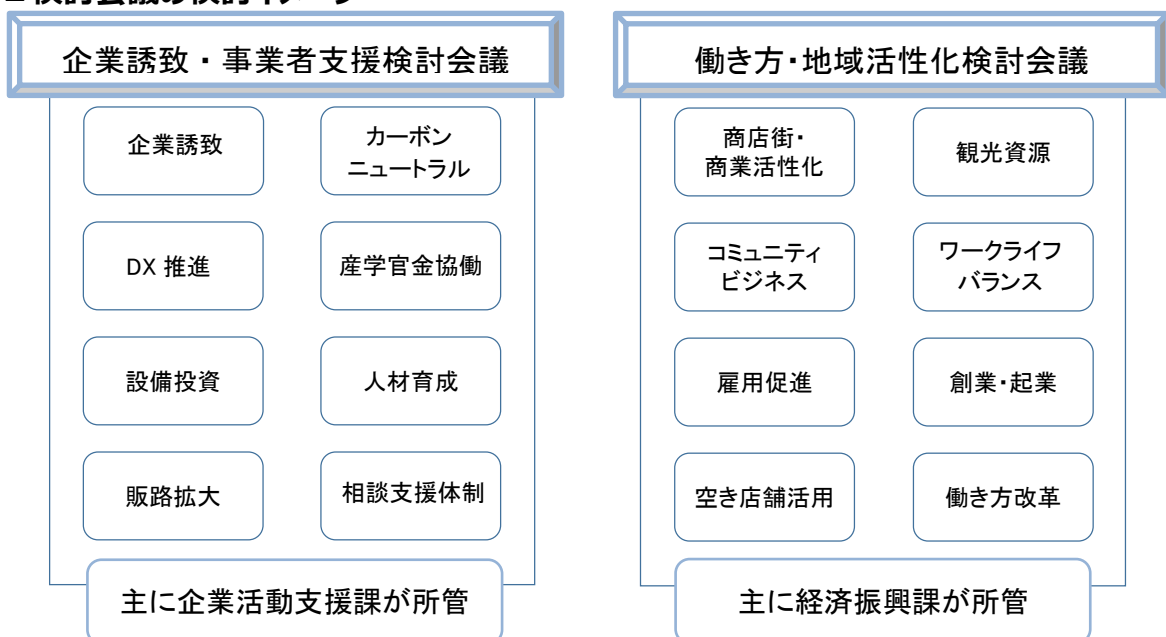 企業誘致・事業者支援検討会議
企業誘致
カーボン
ニュートラル
DX 推進
産学官金協働
設備投資
人材育成
販路拡大
相談支援体制
主に企業活動支援課が所管
働き方・地域活性化検討会議
商店街・
商業活性化
観光資源
コミュニティ
ビジネス
ワークライフ
バランス
雇用促進
創業・起業
空き店舗活用
働き方改革
主に経済振興課が所管